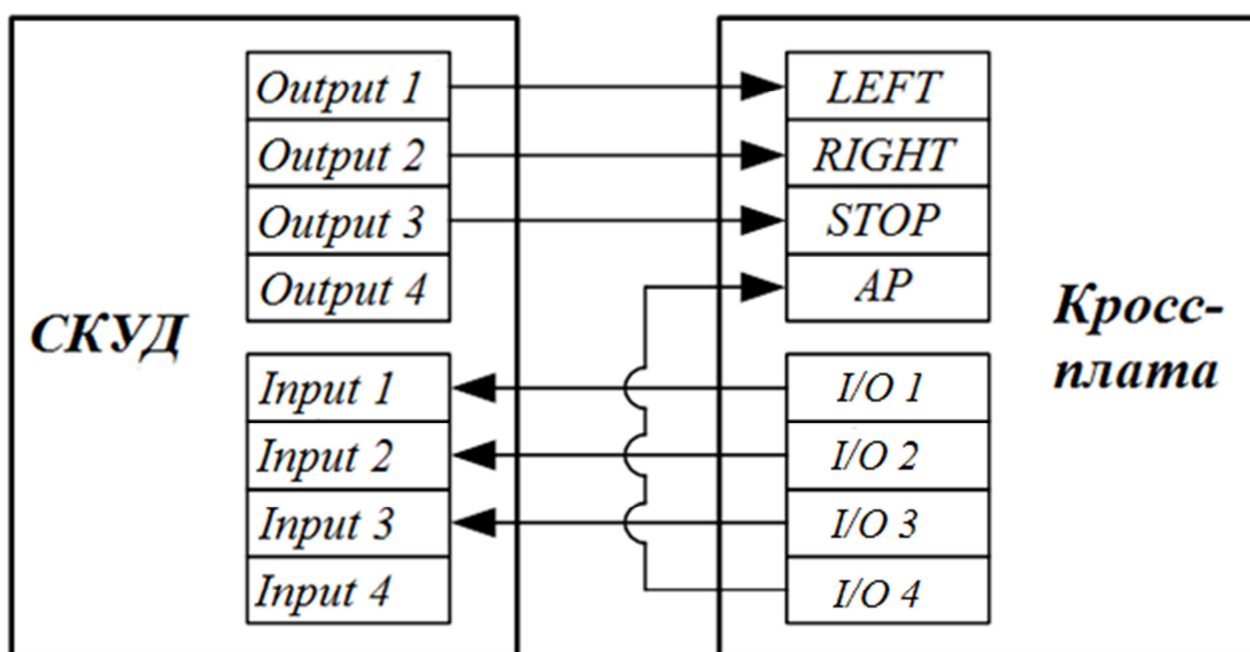 Output 1
Output 2
Output 3
Output 4
СКУД
Input 1
Input 2
Input 3
Input 4
LEFT
RIGHT
STOP
AP
Кросс-
плата
I/O 1
I/O 2
I/O 3
I/O 4